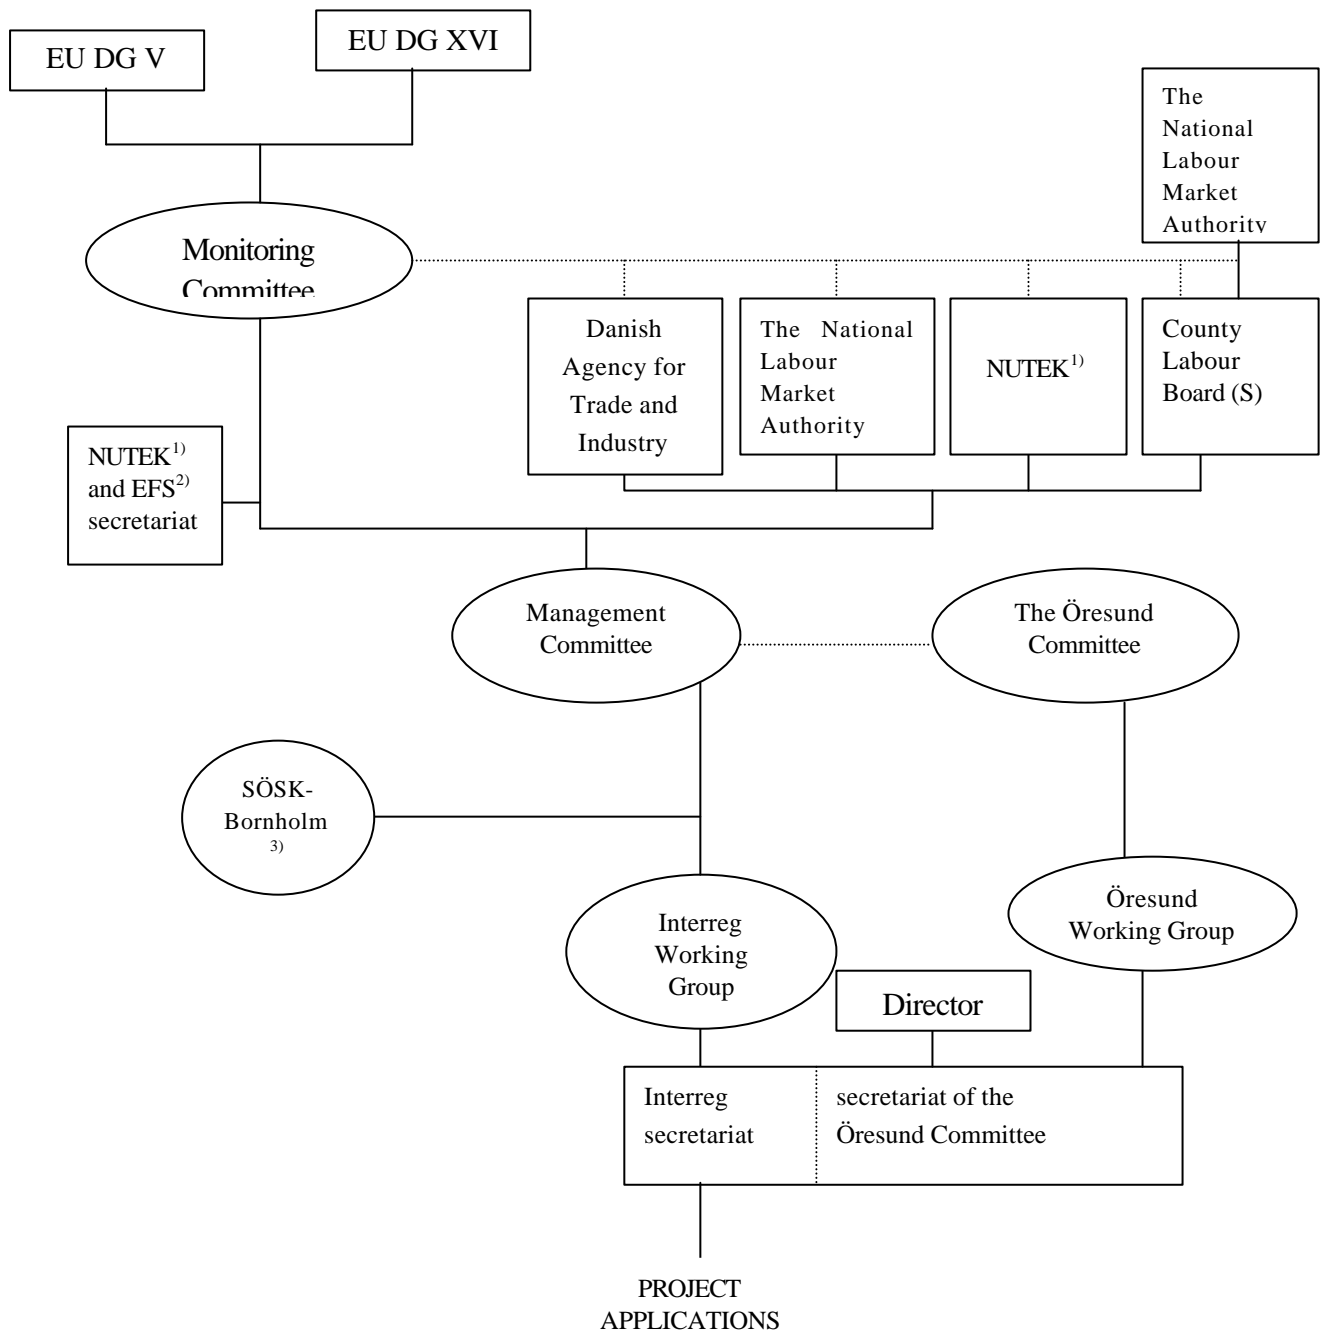 EU DG V
EU DG XVI
The
National
Labour
Market
Authority
Monitoring
Committee
Danish
Agency for
Trade and
Industry
The National
Labour
Market
Authority
NUTEK1)
County
Labour
Board (S)
NUTEK1)
and EFS2)
secretariat
Management
Committee
The Öresund
Committee
SÖSK-
Bornholm
3)
Interreg
Working
Group
Öresund
Working Group
Director
Interreg
secretariat
secretariat of the
Öresund Committee
PROJECT
APPLICATIONS